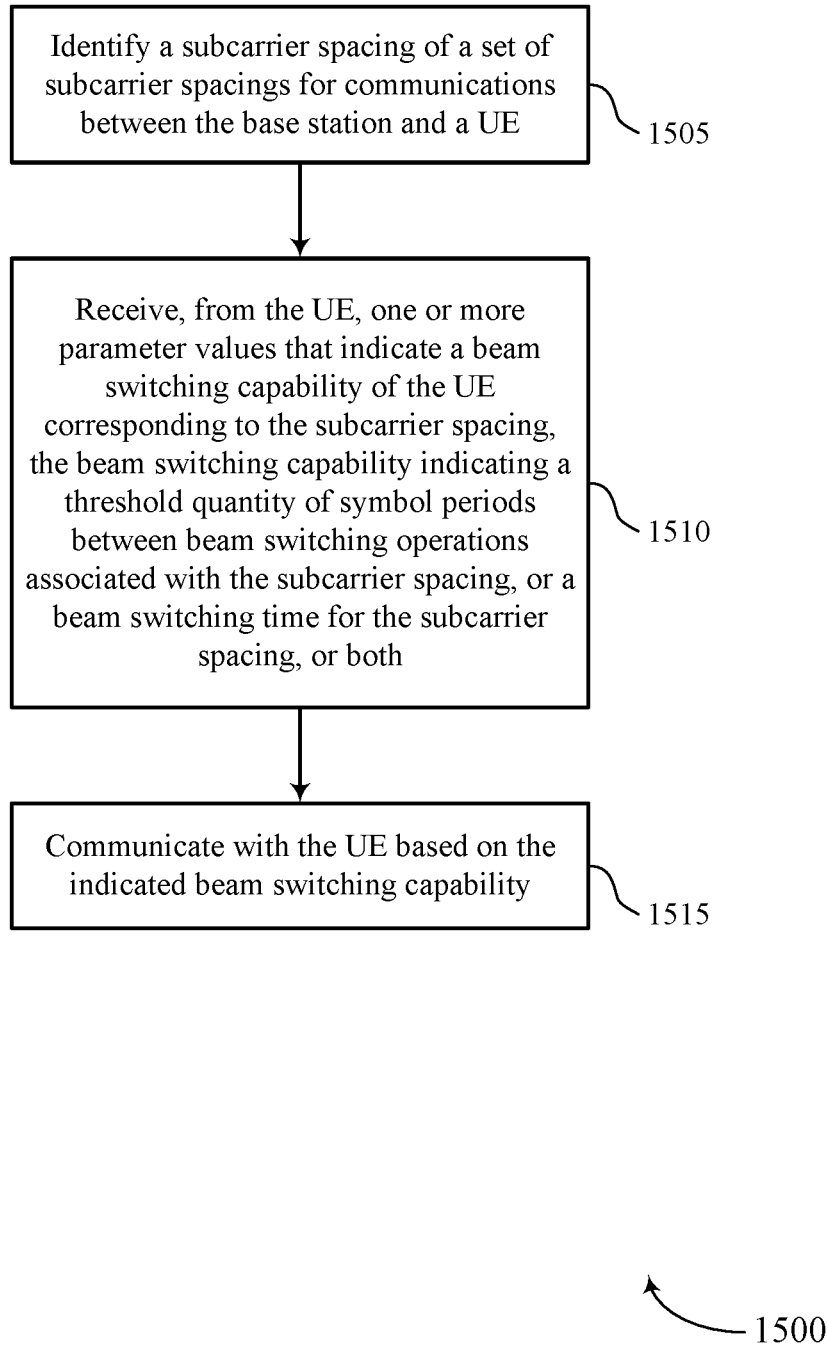 Identify a subcarrier spacing of a set of
subcarrier spacings for communications
between the base station and a UE
1505
Receive, from the UE, one or more
parameter values that indicate a beam
switching capability of the UE
corresponding to the subcarrier spacing,
the beam switching capability indicating a
threshold quantity of symbol periods
between beam switching operations
associated with the subcarrier spacing, or a
beam switching time for the subcarrier
spacing, or both
1510
Communicate with the UE based on the
indicated beam switching capability
1515
1500